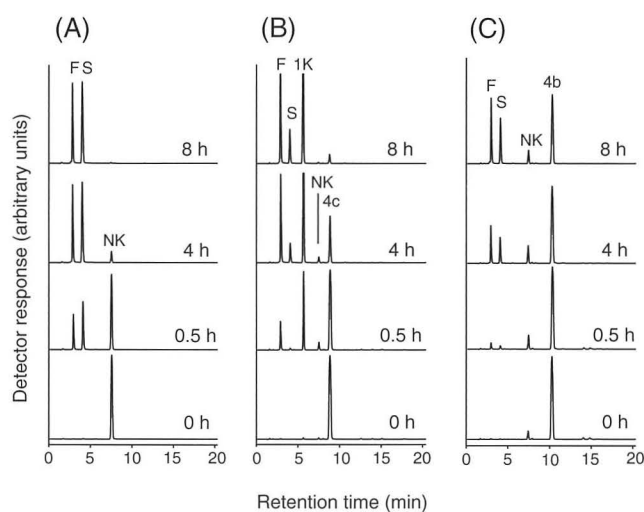 (A) (B) (C)
Detector response (arbitrary units)
F S
8 h
4 h
NK
0.5 h
0 h
0 5 10 15 20
F 1K
S
8 h
NK
4c
4 h
0.5 h
0 h
0 5 10 15 20
4b
F
S
NK
8 h
4 h
0.5 h
0 h
0 5 10 15 20
Retention time (min)